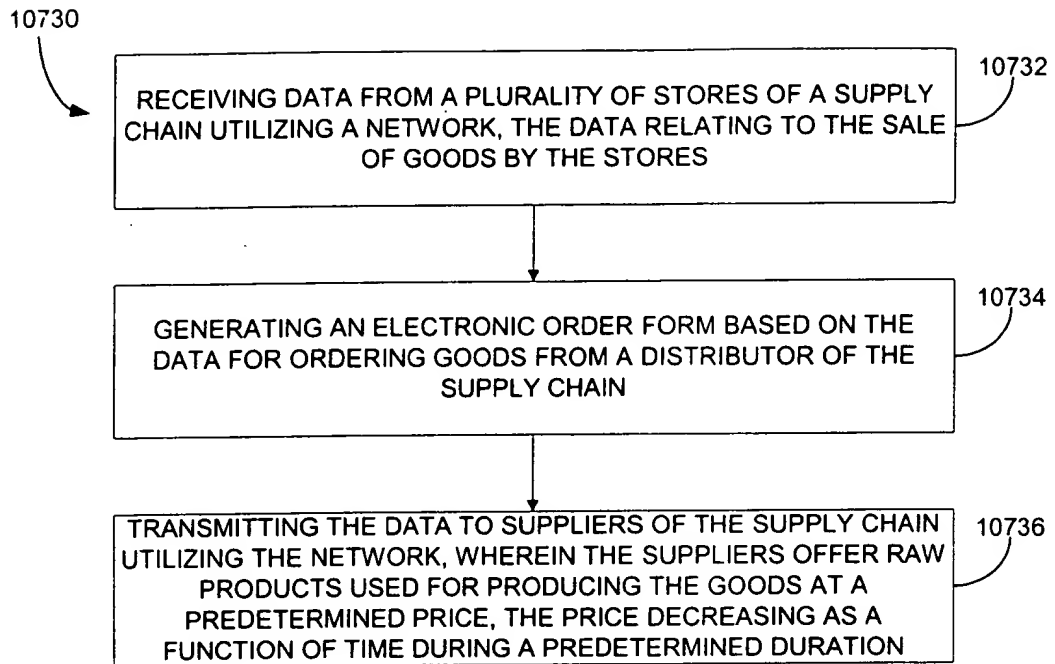 10730
10732
RECEIVING DATA FROM A PLURALITY OF STORES OF A SUPPLY
CHAIN UTILIZING A NETWORK, THE DATA RELATING TO THE SALE
OF GOODS BY THE STORES
10734
GENERATING AN ELECTRONIC ORDER FORM BASED ON THE
DATA FOR ORDERING GOODS FROM A DISTRIBUTOR OF THE
SUPPLY CHAIN
10736
TRANSMITTING THE DATA TO SUPPLIERS OF THE SUPPLY CHAIN
UTILIZING THE NETWORK, WHEREIN THE SUPPLIERS OFFER RAW
PRODUCTS USED FOR PRODUCING THE GOODS AT A
PREDETERMINED PRICE, THE PRICE DECREASING AS A
FUNCTION OF TIME DURING A PREDETERMINED DURATION